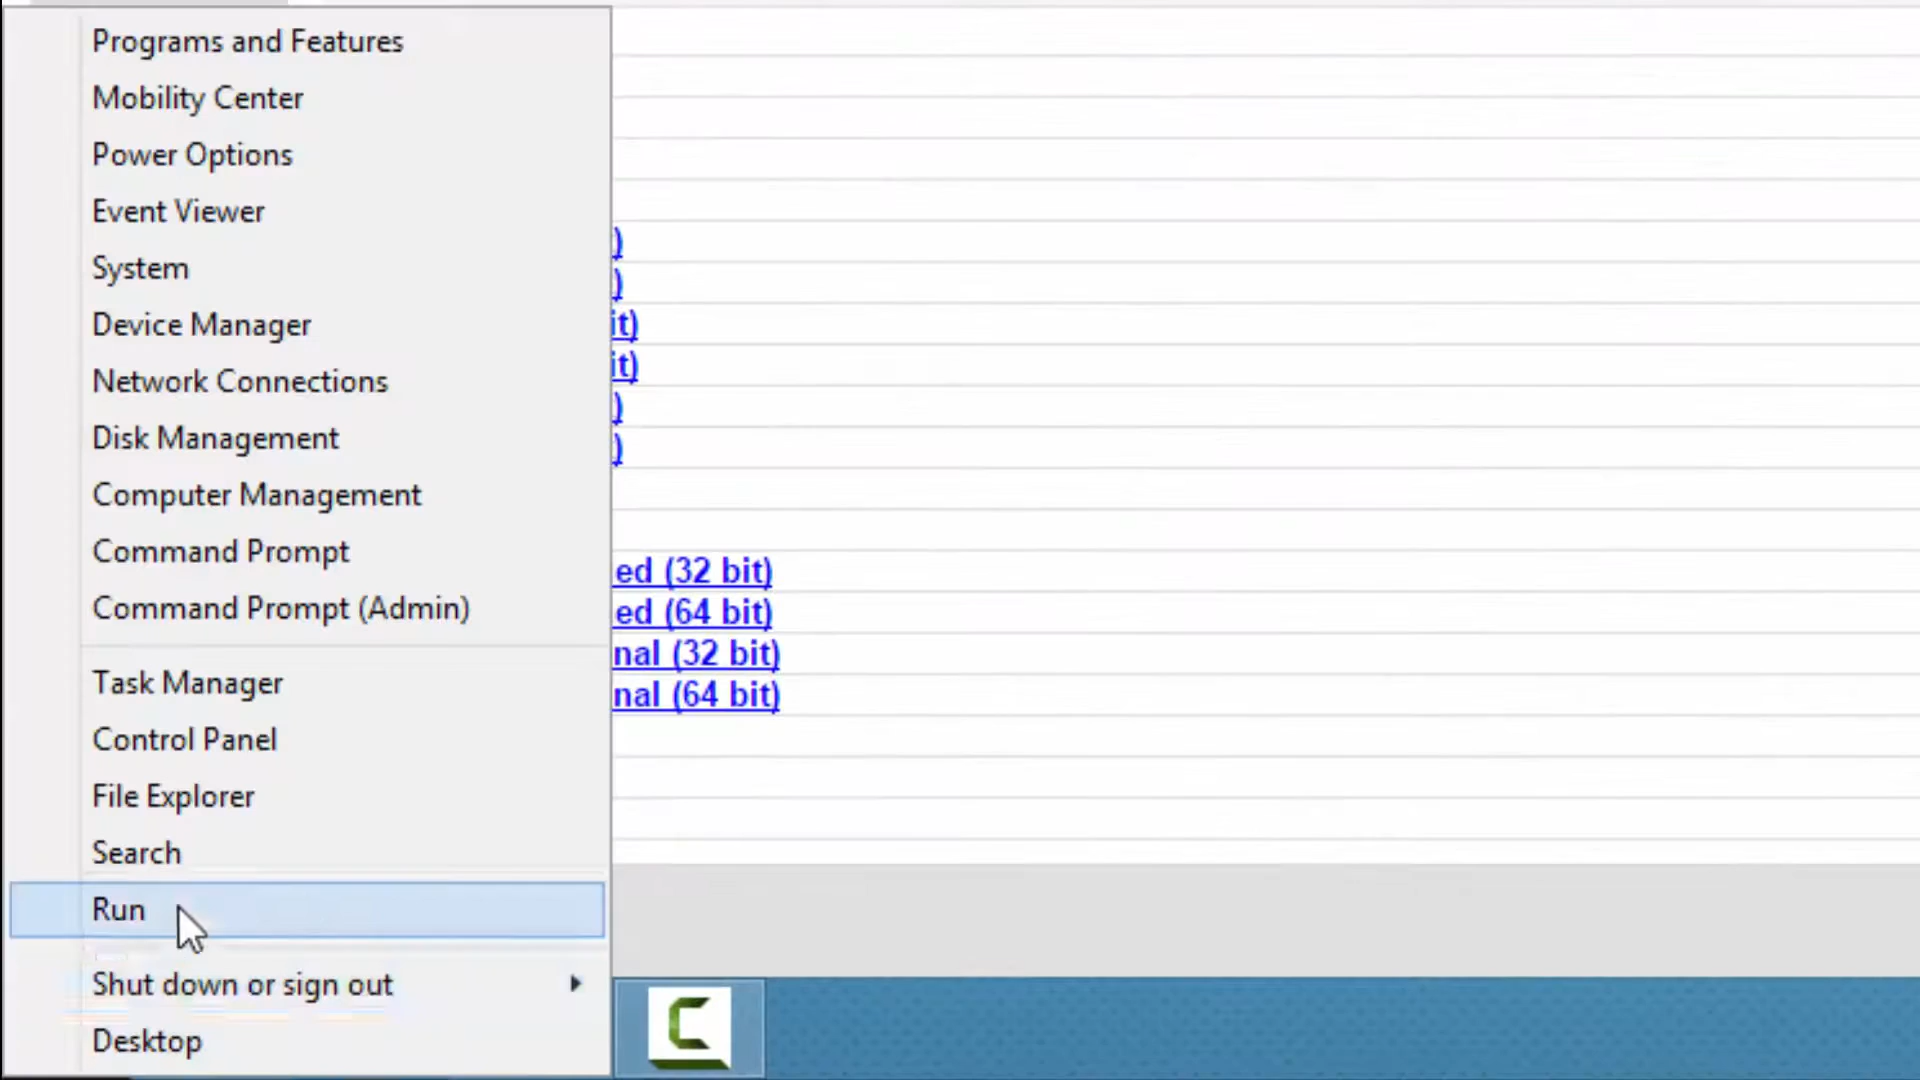 Programs and Features
Mobility Center
Power Options
Event Viewer
System
Device Manager
Network Connections
Disk Management
Computer Management
Command Prompt
Command Prompt (Admin)
Task Manager
Control Panel
File Explorer
Search
Run
Shut down or sign out
Desktop
)
)
it)
it)
)
)
ed (32 bit)
ed (64 bit)
nal (32 bit)
nal (64 bit)
C